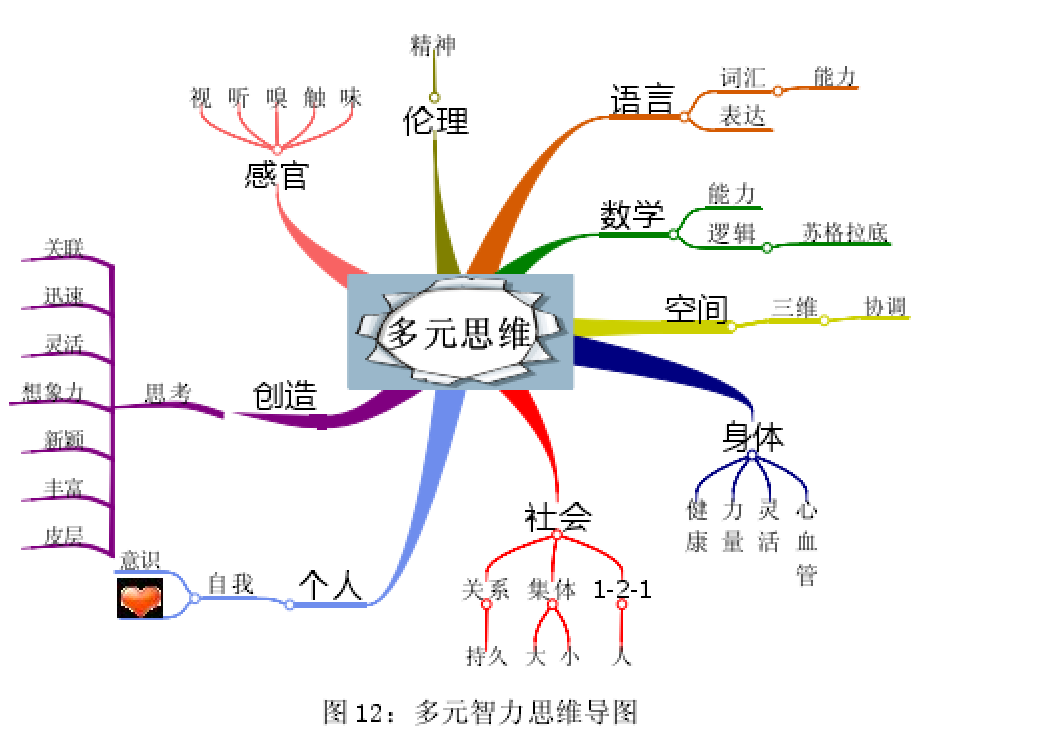 精神
伦理
视 听 嗅 触 味
感官
语言
词汇
能力
表达
数学
能力
逻辑
苏格拉底
空间
三维
协调
多元思维
身体
健康
力量
灵活
心血管
社会
关系
集体
1-2-1
持久
大 小
人
个人
自我
意识
创造
思考
关联
迅速
灵活
想象力
新颖
丰富
皮层
图 12：多元智力思维导图